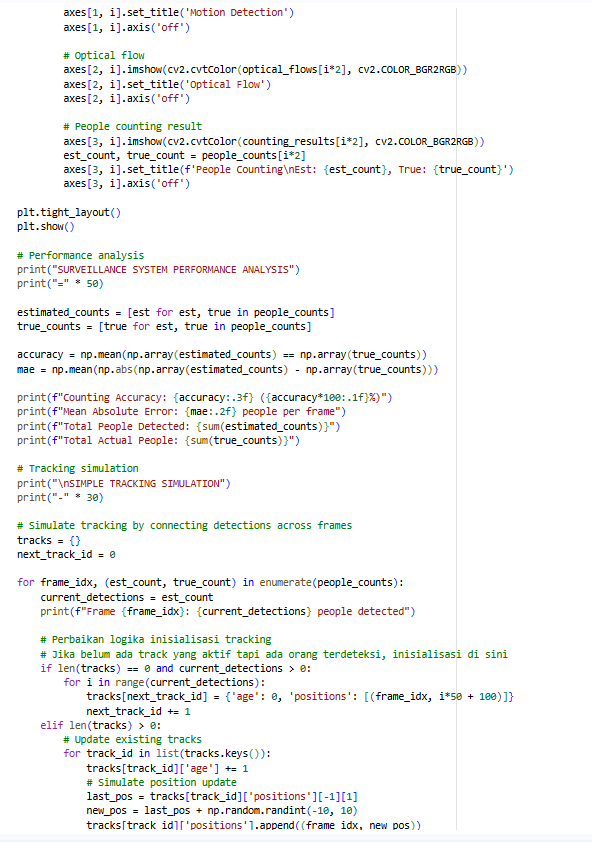 axes[1, i].set_title('Motion Detection')
axes[1, i].axis('off')
# Optical flow
axes[2, i].imshow(cv2.cvtColor(optical_flows[i*2], cv2.COLOR_BGR2RGB))
axes[2, i].set_title('Optical Flow')
axes[2, i].axis('off')
# People counting result
axes[3, i].imshow(cv2.cvtColor(counting_results[i*2], cv2.COLOR_BGR2RGB))
est_count, true_count = people_counts[i*2]
axes[3, i].set_title(f'People Counting\nEst: {est_count}, True: {true_count}')
axes[3, i].axis('off')
plt.tight_layout()
plt.show()
# Performance analysis
print("SURVEILLANCE SYSTEM PERFORMANCE ANALYSIS")
print("=" * 50)
estimated_counts = [est for est, true in people_counts]
true_counts = [true for est, true in people_counts]
accuracy = np.mean(np.array(estimated_counts) == np.array(true_counts))
mae = np.mean(np.abs(np.array(estimated_counts) - np.array(true_counts)))
print(f"Counting Accuracy: {accuracy:.3f} ({accuracy*100:.1f}%)")
print(f"Mean Absolute Error: {mae:.2f} people per frame")
print(f"Total People Detected: {sum(estimated_counts)}")
print(f"Total Actual People: {sum(true_counts)}")
# Tracking simulation
print("\nSIMPLE TRACKING SIMULATION")
print("-" * 30)
# Simulate tracking by connecting detections across frames
tracks = {}
next_track_id = 0
for frame_idx, (est_count, true_count) in enumerate(people_counts):
current_detections = est_count
print(f"Frame {frame_idx}: {current_detections} people detected")
# Perbaikan logika inisialisasi tracking
# Jika belum ada track yang aktif tapi ada orang terdeteksi, inisialisasi di sini
if len(tracks) == 0 and current_detections > 0:
for i in range(current_detections):
tracks[next_track_id] = {'age': 0, 'positions': [(frame_idx, i*50 + 100)]}
next_track_id += 1
elif len(tracks) > 0:
# Update existing tracks
for track_id in list(tracks.keys()):
tracks[track_id]['age'] += 1
# Simulate position update
last_pos = tracks[track_id]['positions'][-1][1]
new_pos = last_pos + np.random.randint(-10, 10)
tracks[track_id]['positions'].append((frame_idx, new_pos))